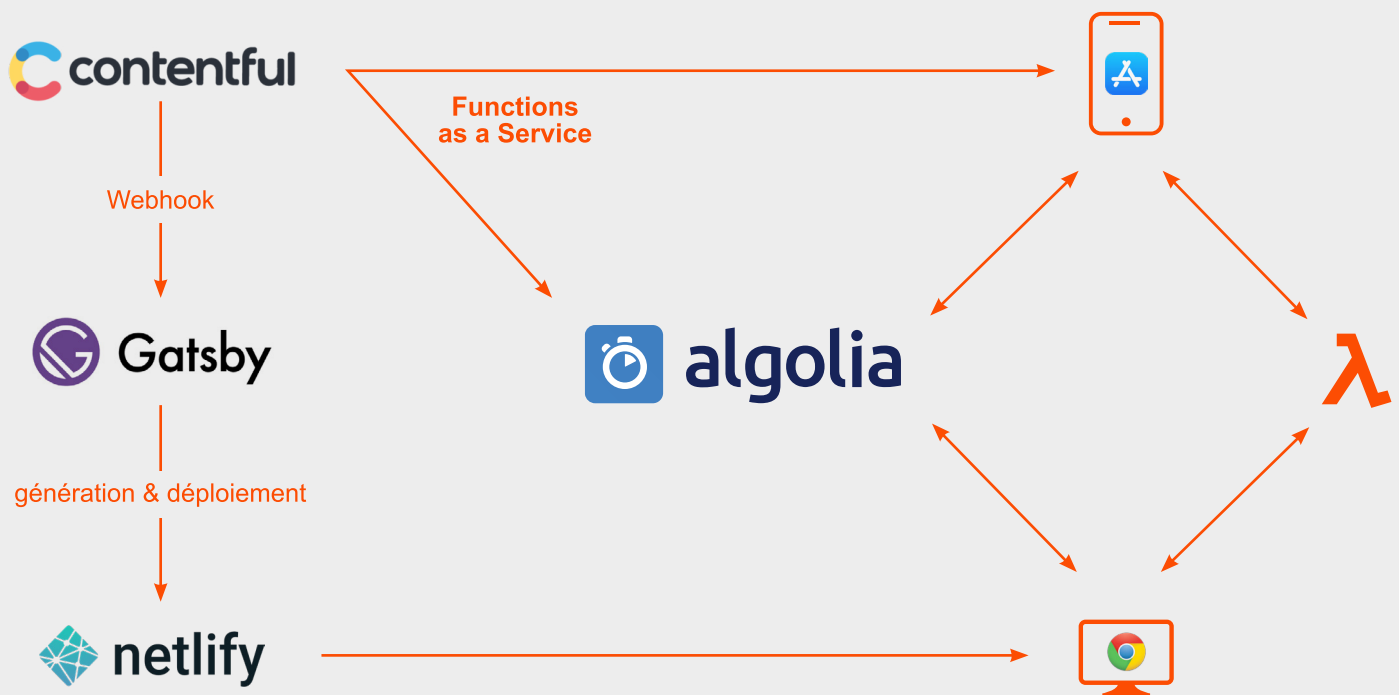 contentful
Functions
as a Service
Webhook
Gatsby
algolia
λ
génération & déploiement
netlify